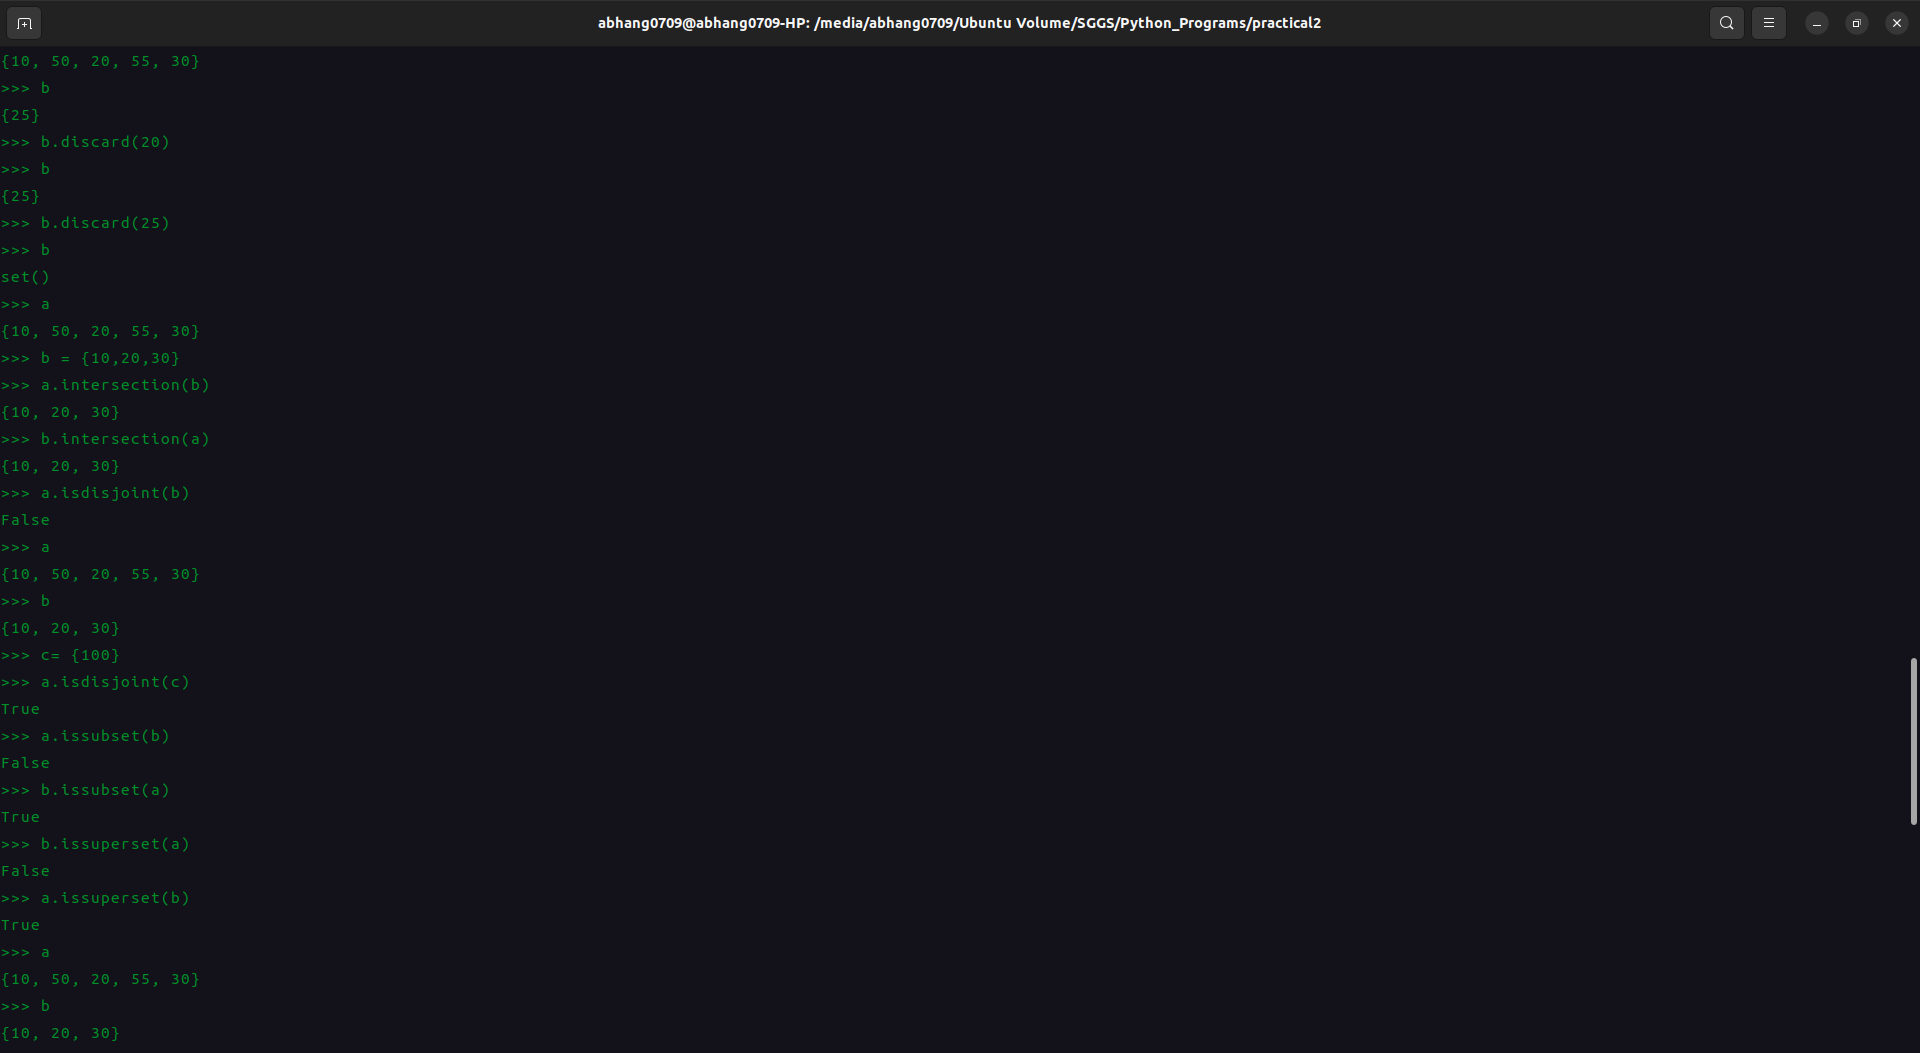 abhang0709@abhang0709-HP: /media/abhang0709/Ubuntu Volume/SGGS/Python_Programs/practical2
{10, 50, 20, 55, 30}
>>> b
{25}
>>> b.discard(20)
>>> b
{25}
>>> b.discard(25)
>>> b
set()
>>> a
{10, 50, 20, 55, 30}
>>> b = {10,20,30}
>>> a.intersection(b)
{10, 20, 30}
>>> b.intersection(a)
{10, 20, 30}
>>> a.isdisjoint(b)
False
>>> a
{10, 50, 20, 55, 30}
>>> b
{10, 20, 30}
>>> c= {100}
>>> a.isdisjoint(c)
True
>>> a.issubset(b)
False
>>> b.issubset(a)
True
>>> b.issuperset(a)
False
>>> a.issuperset(b)
True
>>> a
{10, 50, 20, 55, 30}
>>> b
{10, 20, 30}